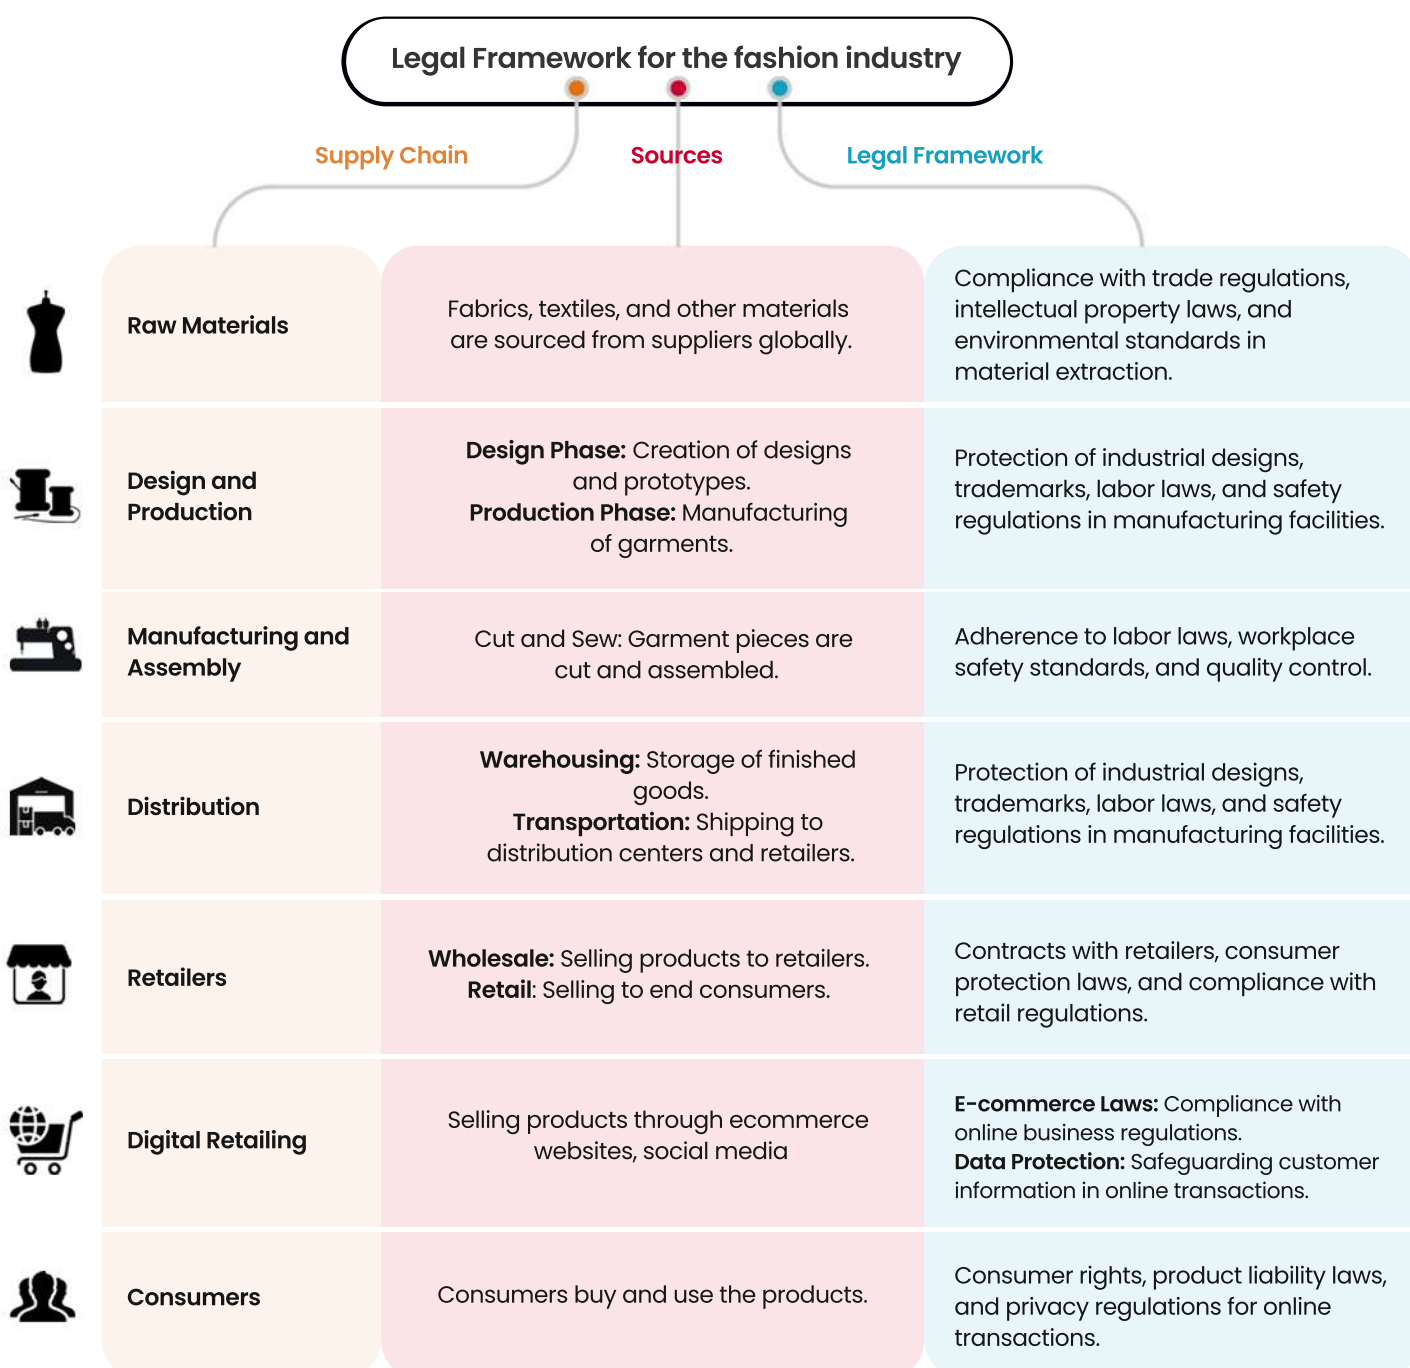 Legal Framework for the fashion industry
Supply Chain
Sources
Legal Framework
Raw Materials
Fabrics, textiles, and other materials
are sourced from suppliers globally.
Compliance with trade regulations,
intellectual property laws, and
environmental standards in
material extraction.
Design and
Production
Design Phase: Creation of designs
and prototypes.
Production Phase: Manufacturing
of garments.
Protection of industrial designs,
trademarks, labor laws, and safety
regulations in manufacturing facilities.
Manufacturing and
Assembly
Cut and Sew: Garment pieces are
cut and assembled.
Adherence to labor laws, workplace
safety standards, and quality control.
Distribution
Warehousing: Storage of finished
goods.
Transportation: Shipping to
distribution centers and retailers.
Protection of industrial designs,
trademarks, labor laws, and safety
regulations in manufacturing facilities.
Retailers
Wholesale: Selling products to retailers.
Retail: Selling to end consumers.
Contracts with retailers, consumer
protection laws, and compliance with
retail regulations.
Digital Retailing
Selling products through ecommerce
websites, social media
E-commerce Laws: Compliance with
online business regulations.
Data Protection: Safeguarding customer
information in online transactions.
Consumers
Consumers buy and use the products.
Consumer rights, product liability laws,
and privacy regulations for online
transactions.